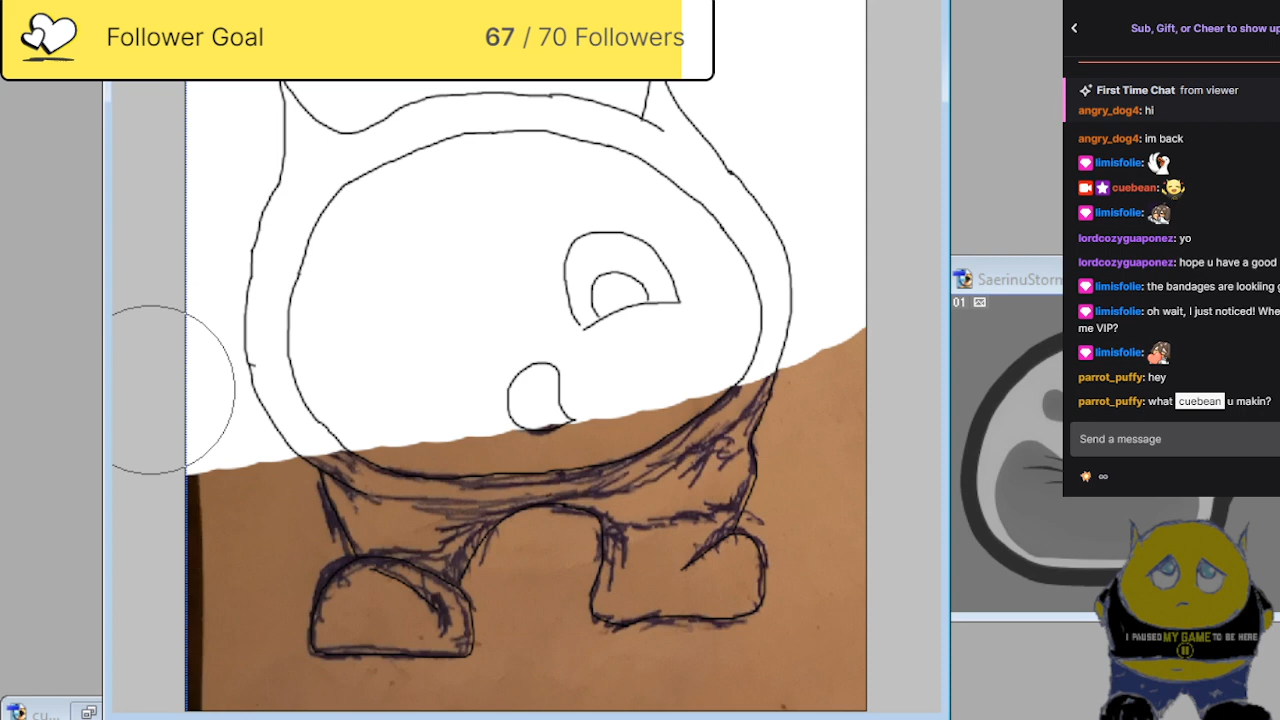 Follower Goal
67 / 70 Followers
Sub, Gift, or Cheer to show up
First Time Chat from viewer
angry_dog4: hi
angry_dog4: im back
limisfolie:
cuebean:
limisfolie:
lordcozyguaponez: yo
lordcozyguaponez: hope u have a good
limisfolie: the bandages are lookiing g
limisfolie: oh wait, I just noticed! Whe
me VIP?
limisfolie:
parrot_puffy: hey
parrot_puffy: what cuebean u makin?
Send a message
SaerinuStorm
01
I PAUSED MY GAME TO BE HERE
cu...